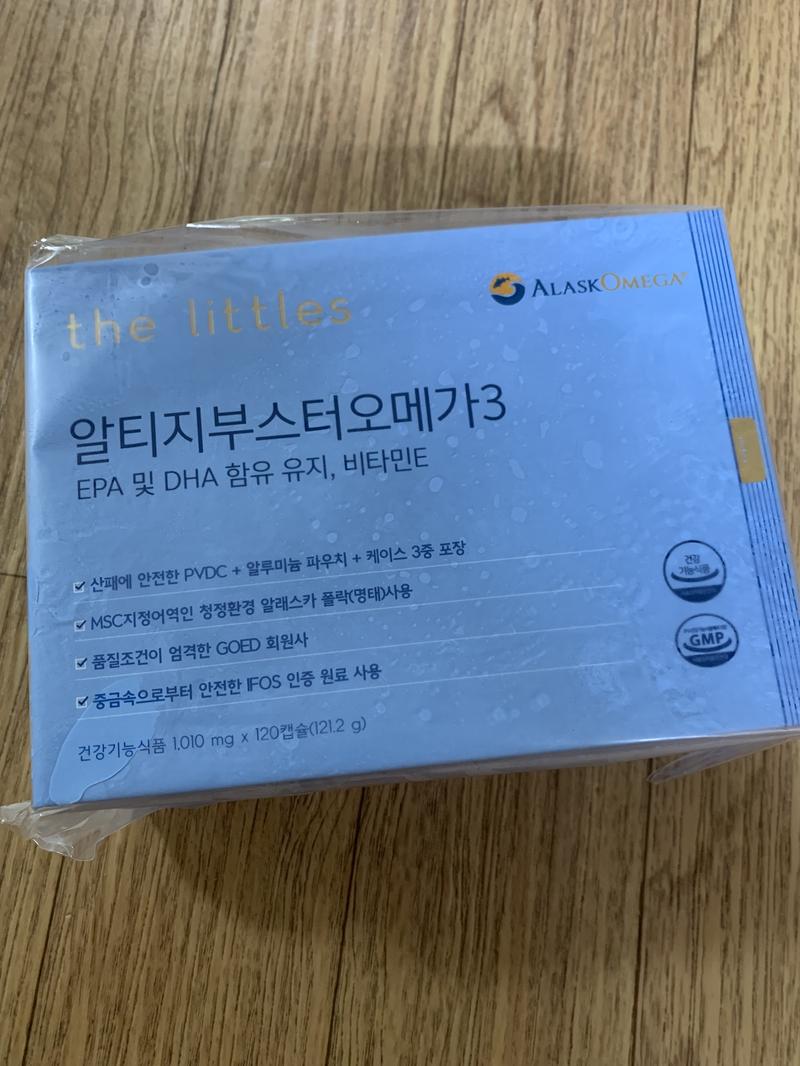 the littles
ALASKOMEGA®
알티지부스터오메가3
EPA 및 DHA 함유 유지, 비타민E
산패에 안전한 PVDC + 알루미늄 파우치 + 케이스 3중 포장
MSC지정어역인 청정환경 알래스카 폴락(명태)사용
품질조건이 엄격한 GOED 회원사
중금속으로부터 안전한 IFOS 인증 원료 사용
건강기능식품 1,010 mg x 120캡슐(121.2 g)
건강
기능식품
GMP